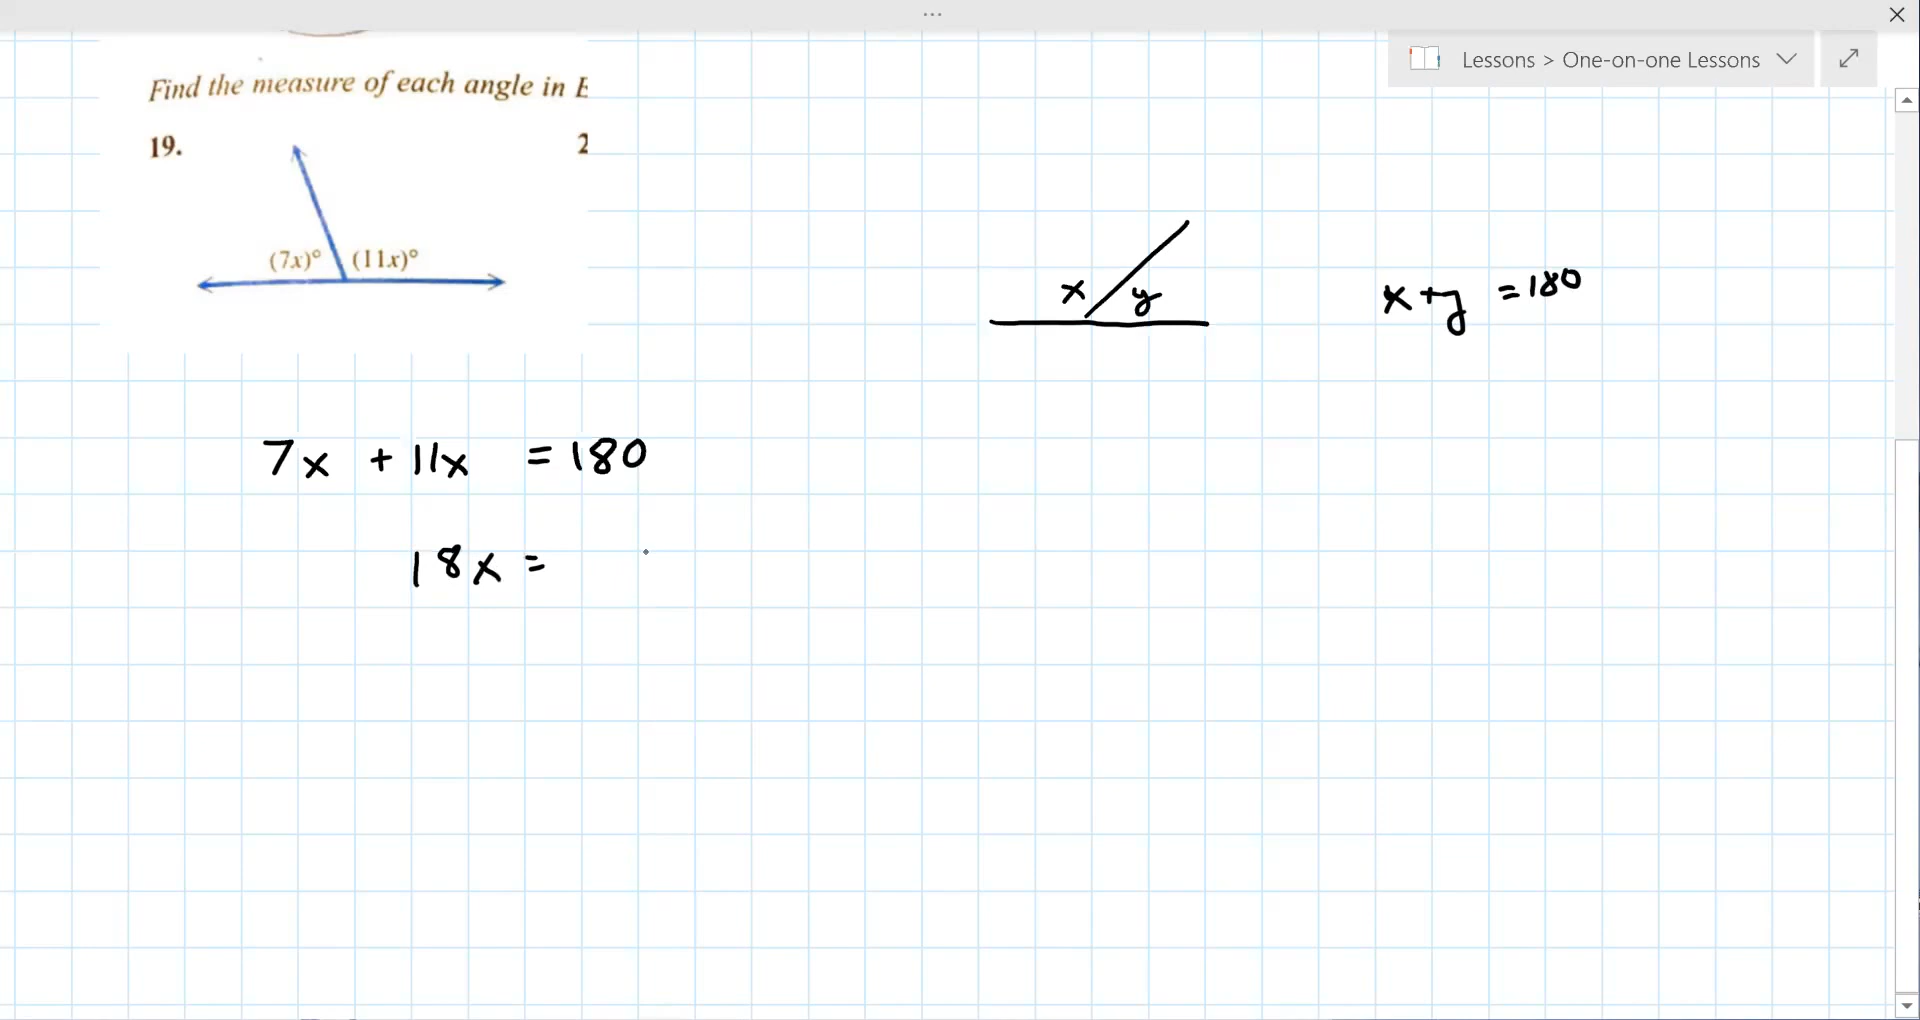 Lessons > One-on-one Lessons
Find the measure of each angle in E
19.
2
(7x)° (11x)°
x y
x + y = 180
7x + 11x = 180
18x =